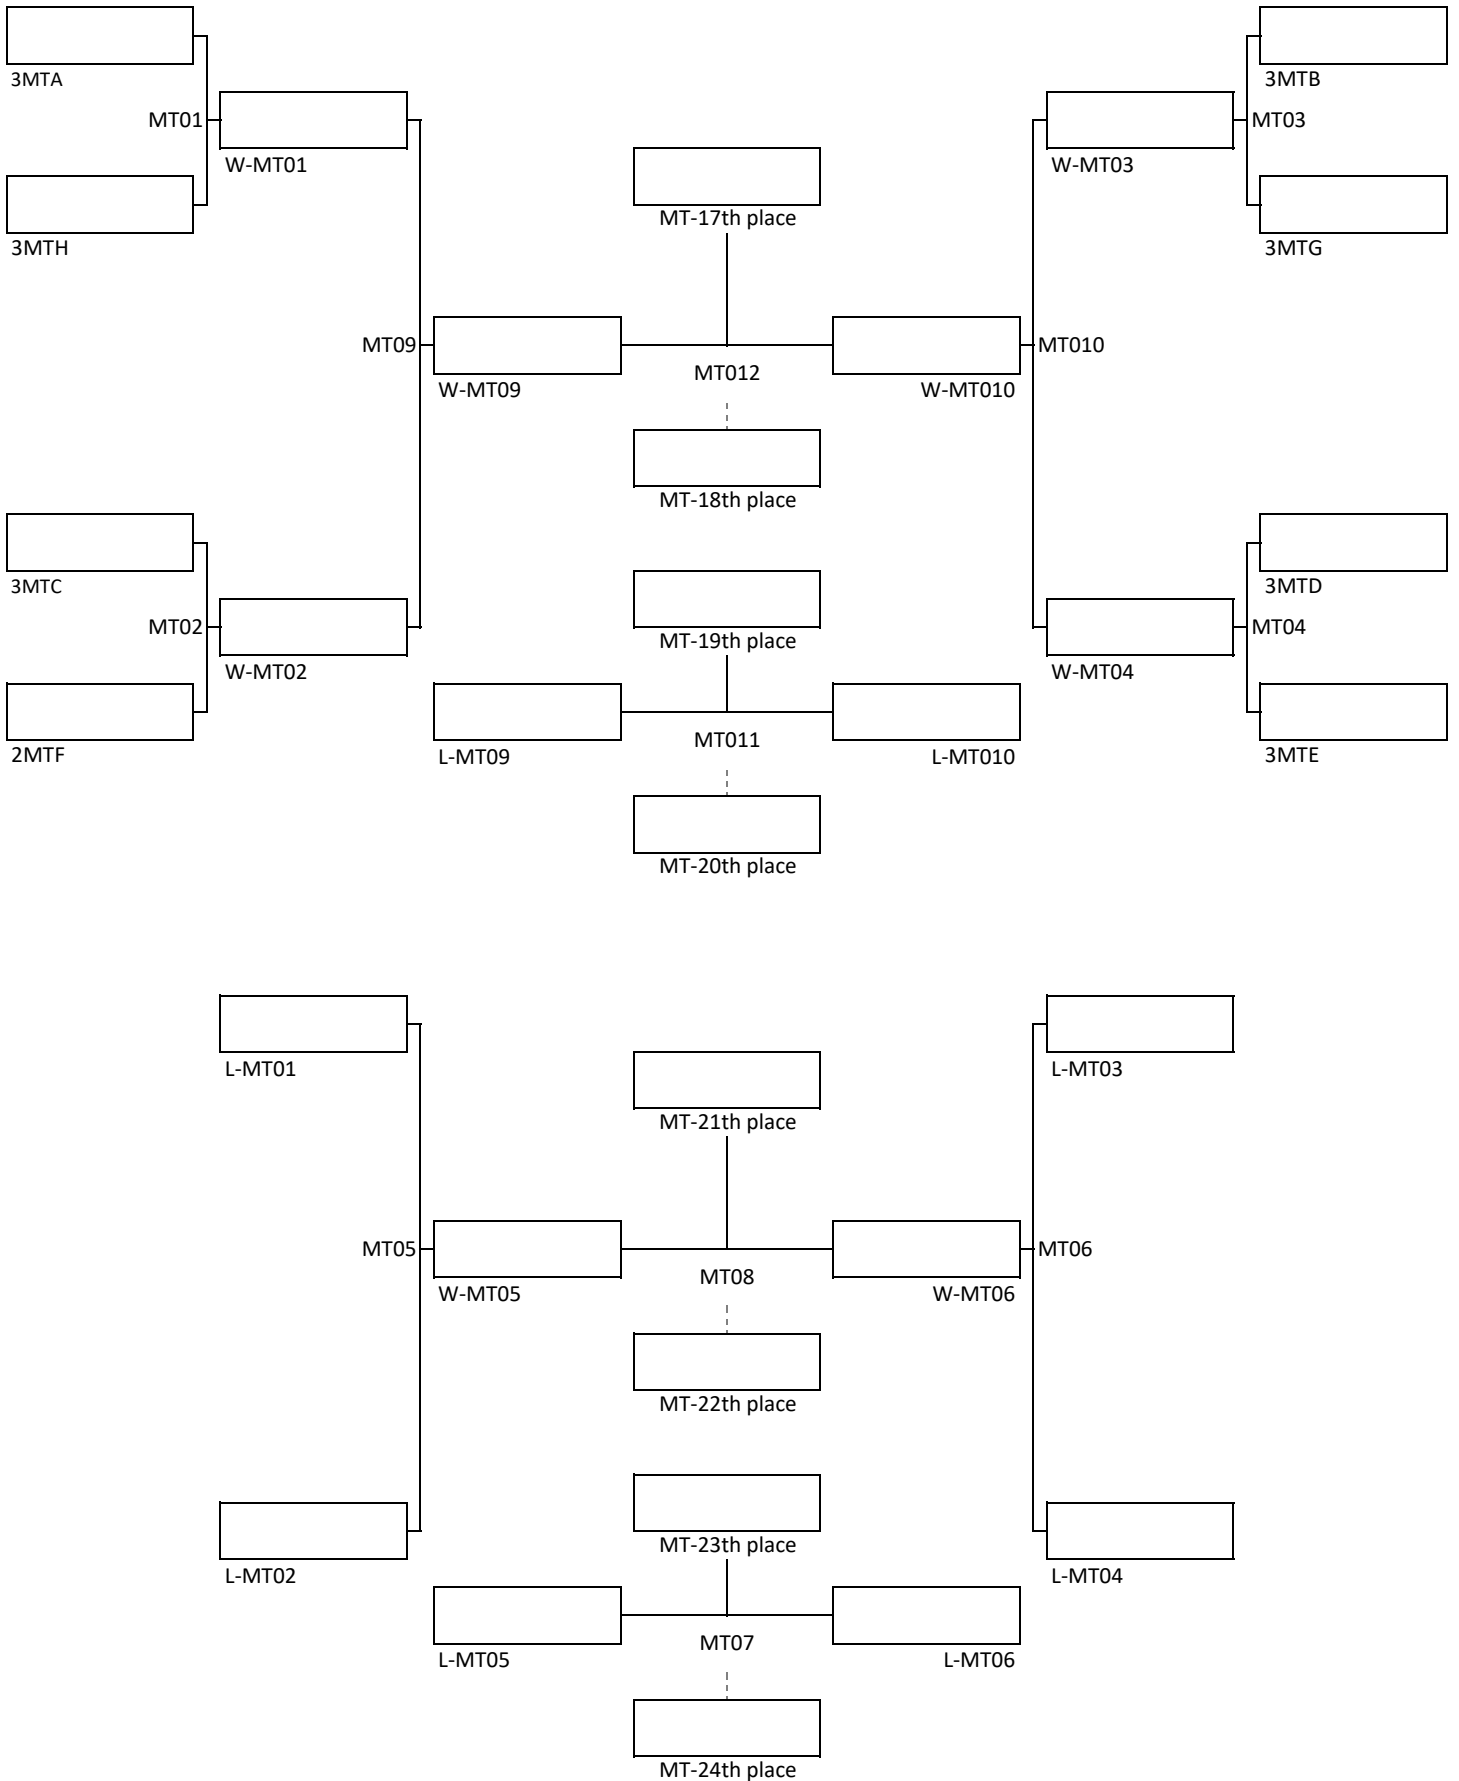 3MTA
3MTB
MT01
MT03
W-MT01
W-MT03
MT-17th place
3MTH
3MTG
MT09
MT010
MT012
W-MT09
W-MT010
MT-18th place
3MTC
3MTD
MT02
MT04
MT-19th place
W-MT02
W-MT04
MT011
2MTF
L-MT09
L-MT010
3MTE
MT-20th place
L-MT01
L-MT03
MT-21th place
MT05
MT06
MT08
W-MT05
W-MT06
MT-22th place
MT-23th place
L-MT02
L-MT04
MT07
L-MT05
L-MT06
MT-24th place